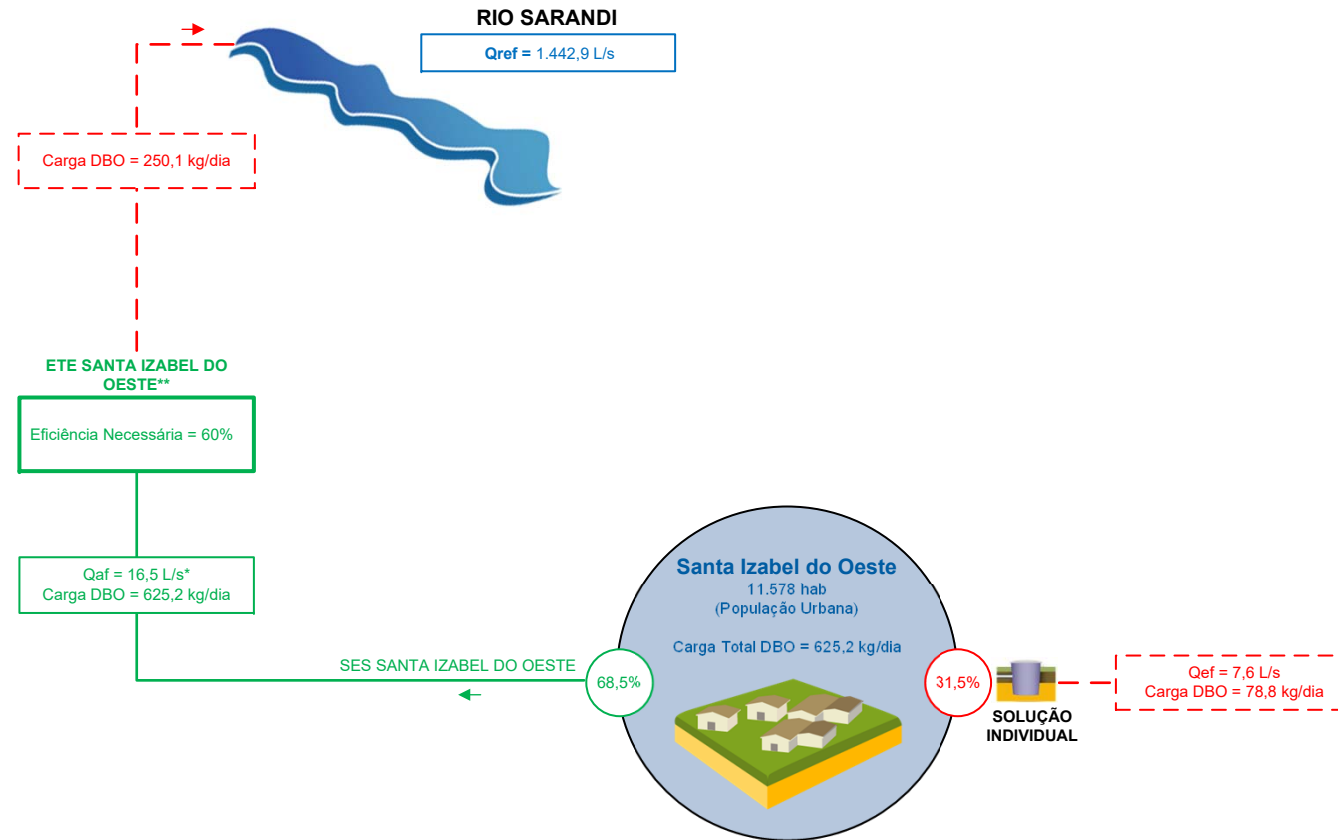 RIO SARANDI
Qref = 1.442,9 L/s
Carga DBO = 250,1 kg/dia
ETE SANTA IZABEL DO
OESTE**
Eficiência Necessária = 60%
Qaf = 16,5 L/s*
Carga DBO = 625,2 kg/dia
SES SANTA IZABEL DO OESTE
68,5%
Santa Izabel do Oeste
11.578 hab
(População Urbana)
Carga Total DBO = 625,2 kg/dia
31,5%
SOLUÇÃO
INDIVIDUAL
Qef = 7,6 L/s
Carga DBO = 78,8 kg/dia